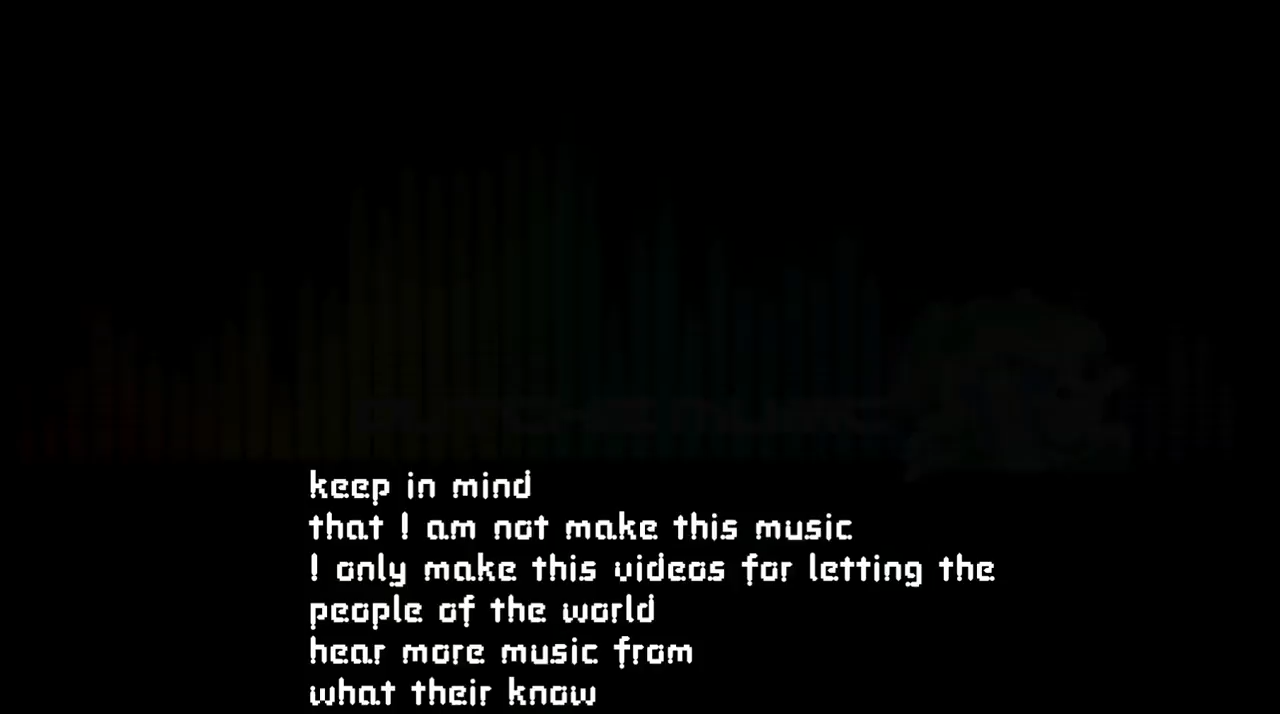 keep in mind
that I am not make this music
I only make this videos for letting the
people of the world
hear more music from
what their know